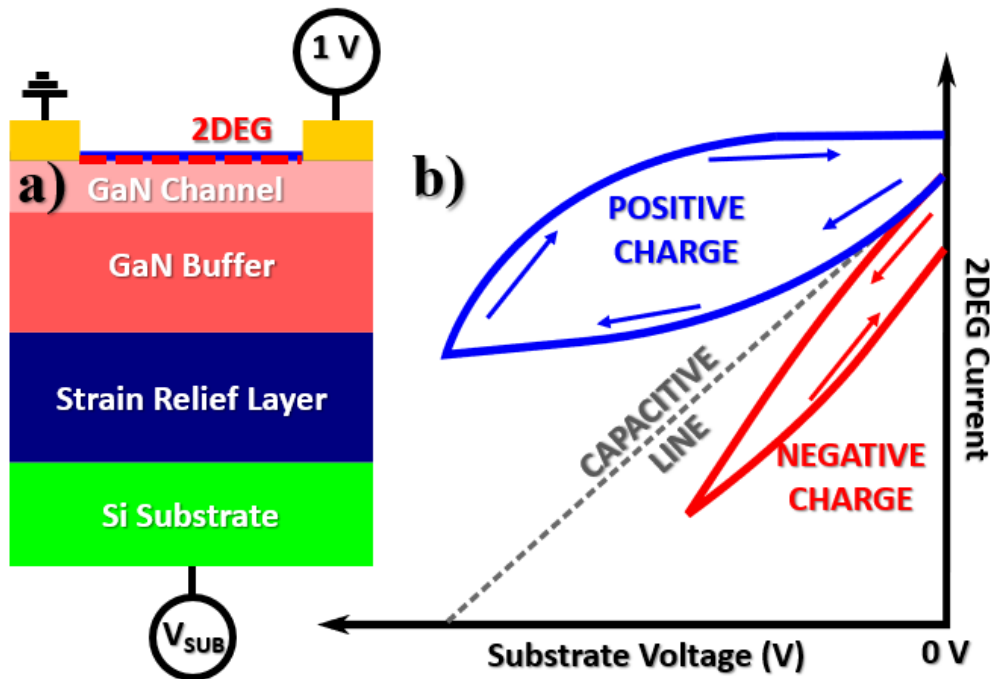 1 V
2DEG
a)
GaN Channel
GaN Buffer
Strain Relief Layer
Si Substrate
VSUB
b)
POSITIVE
CHARGE
CAPACITIVE
LINE
NEGATIVE
CHARGE
2DEG Current
Substrate Voltage (V)
0 V